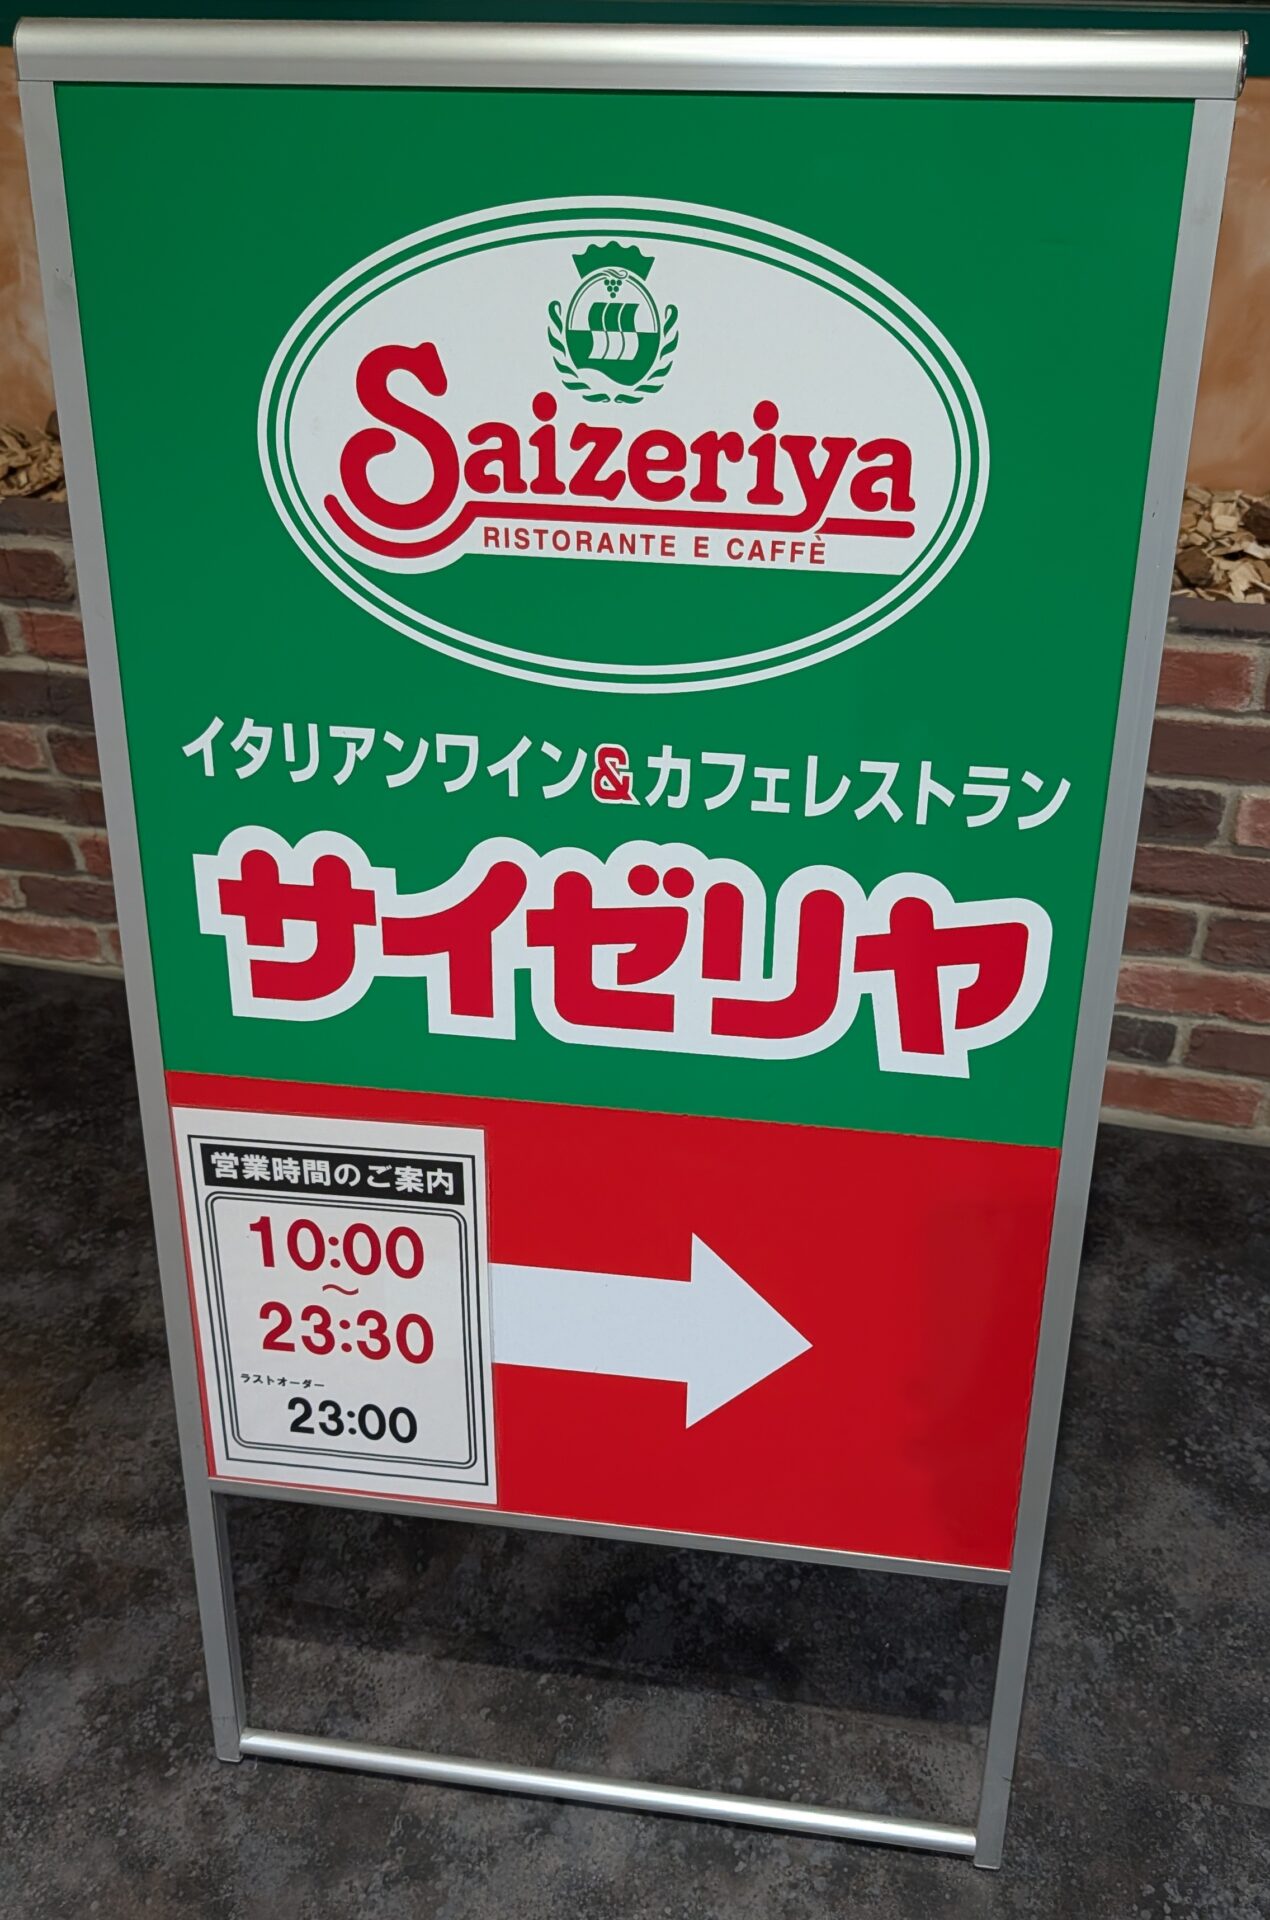 Saizeriya
RISTORANTE E CAFFÈ
イタリアンワイン&カフェレストラン
サイゼリヤ
営業時間のご案内
10:00
～
23:30
ラストオーダー
23:00